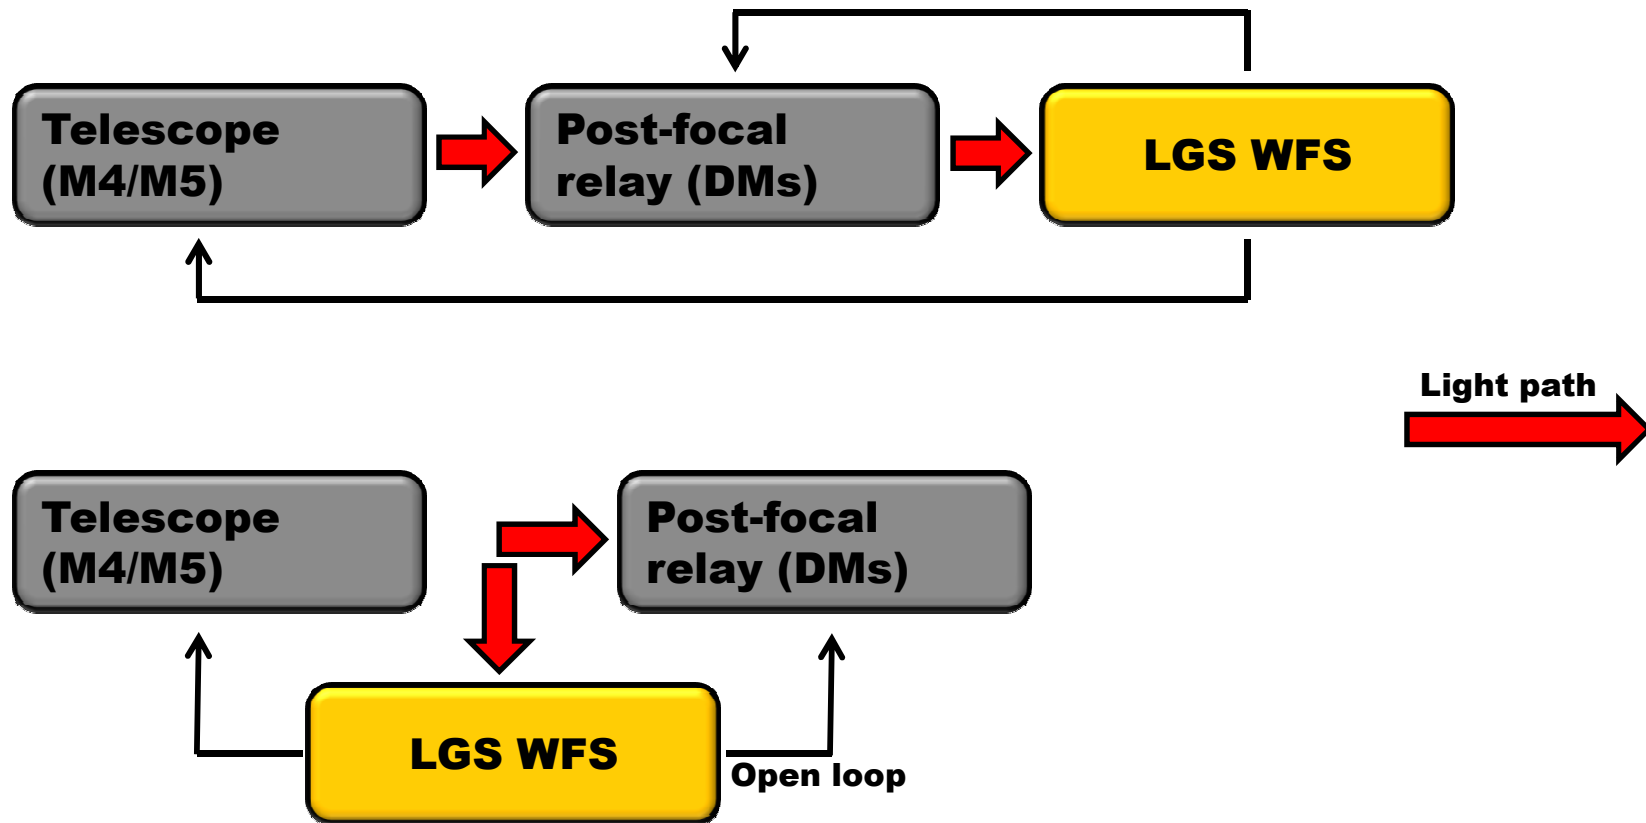 Telescope
(M4/M5)
Post-focal
relay (DMs)
LGS WFS
Light path
Telescope
(M4/M5)
Post-focal
relay (DMs)
LGS WFS
Open loop